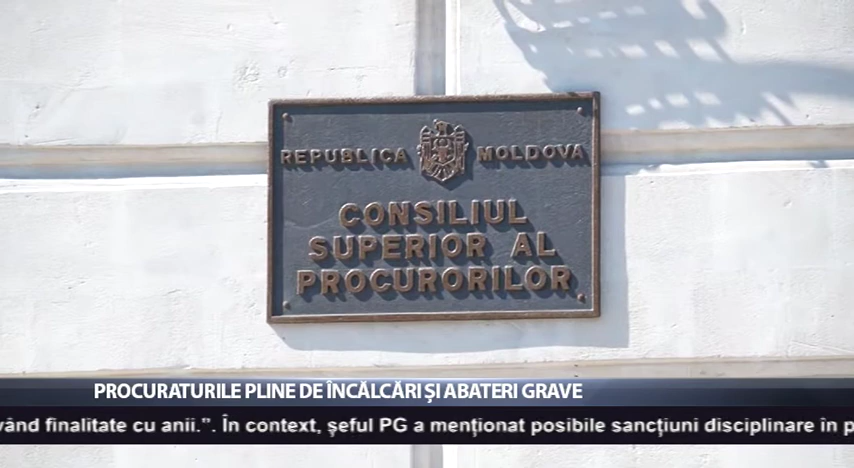 REPUBLICA MOLDOVA
CONSILIUL
SUPERIOR AL
PROCURORILOR
PROCURATURILE PLINE DE ÎNCĂLCĂRI ȘI ABATERI GRAVE
vând finalitate cu anii.". În context, șeful PG a menționat posibile sancțiuni disciplinare în p